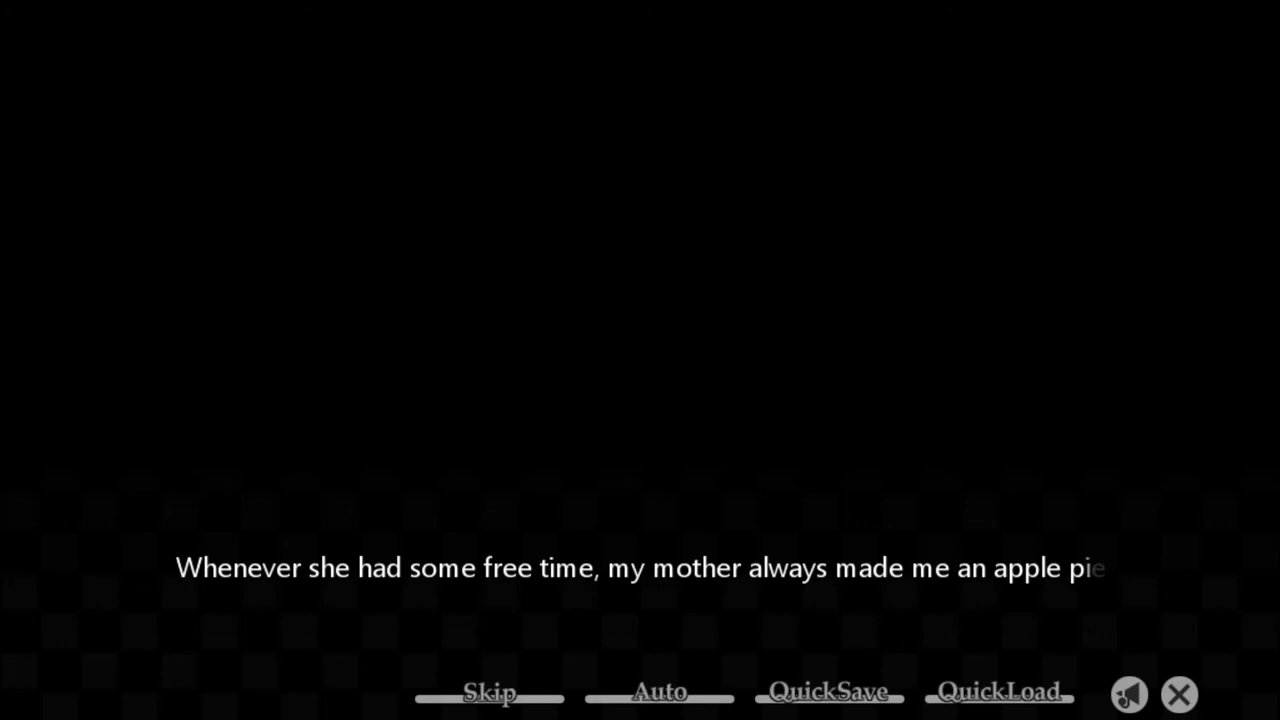 Whenever she had some free time, my mother always made me an apple pie
Skip Auto QuickSave QuickLoad